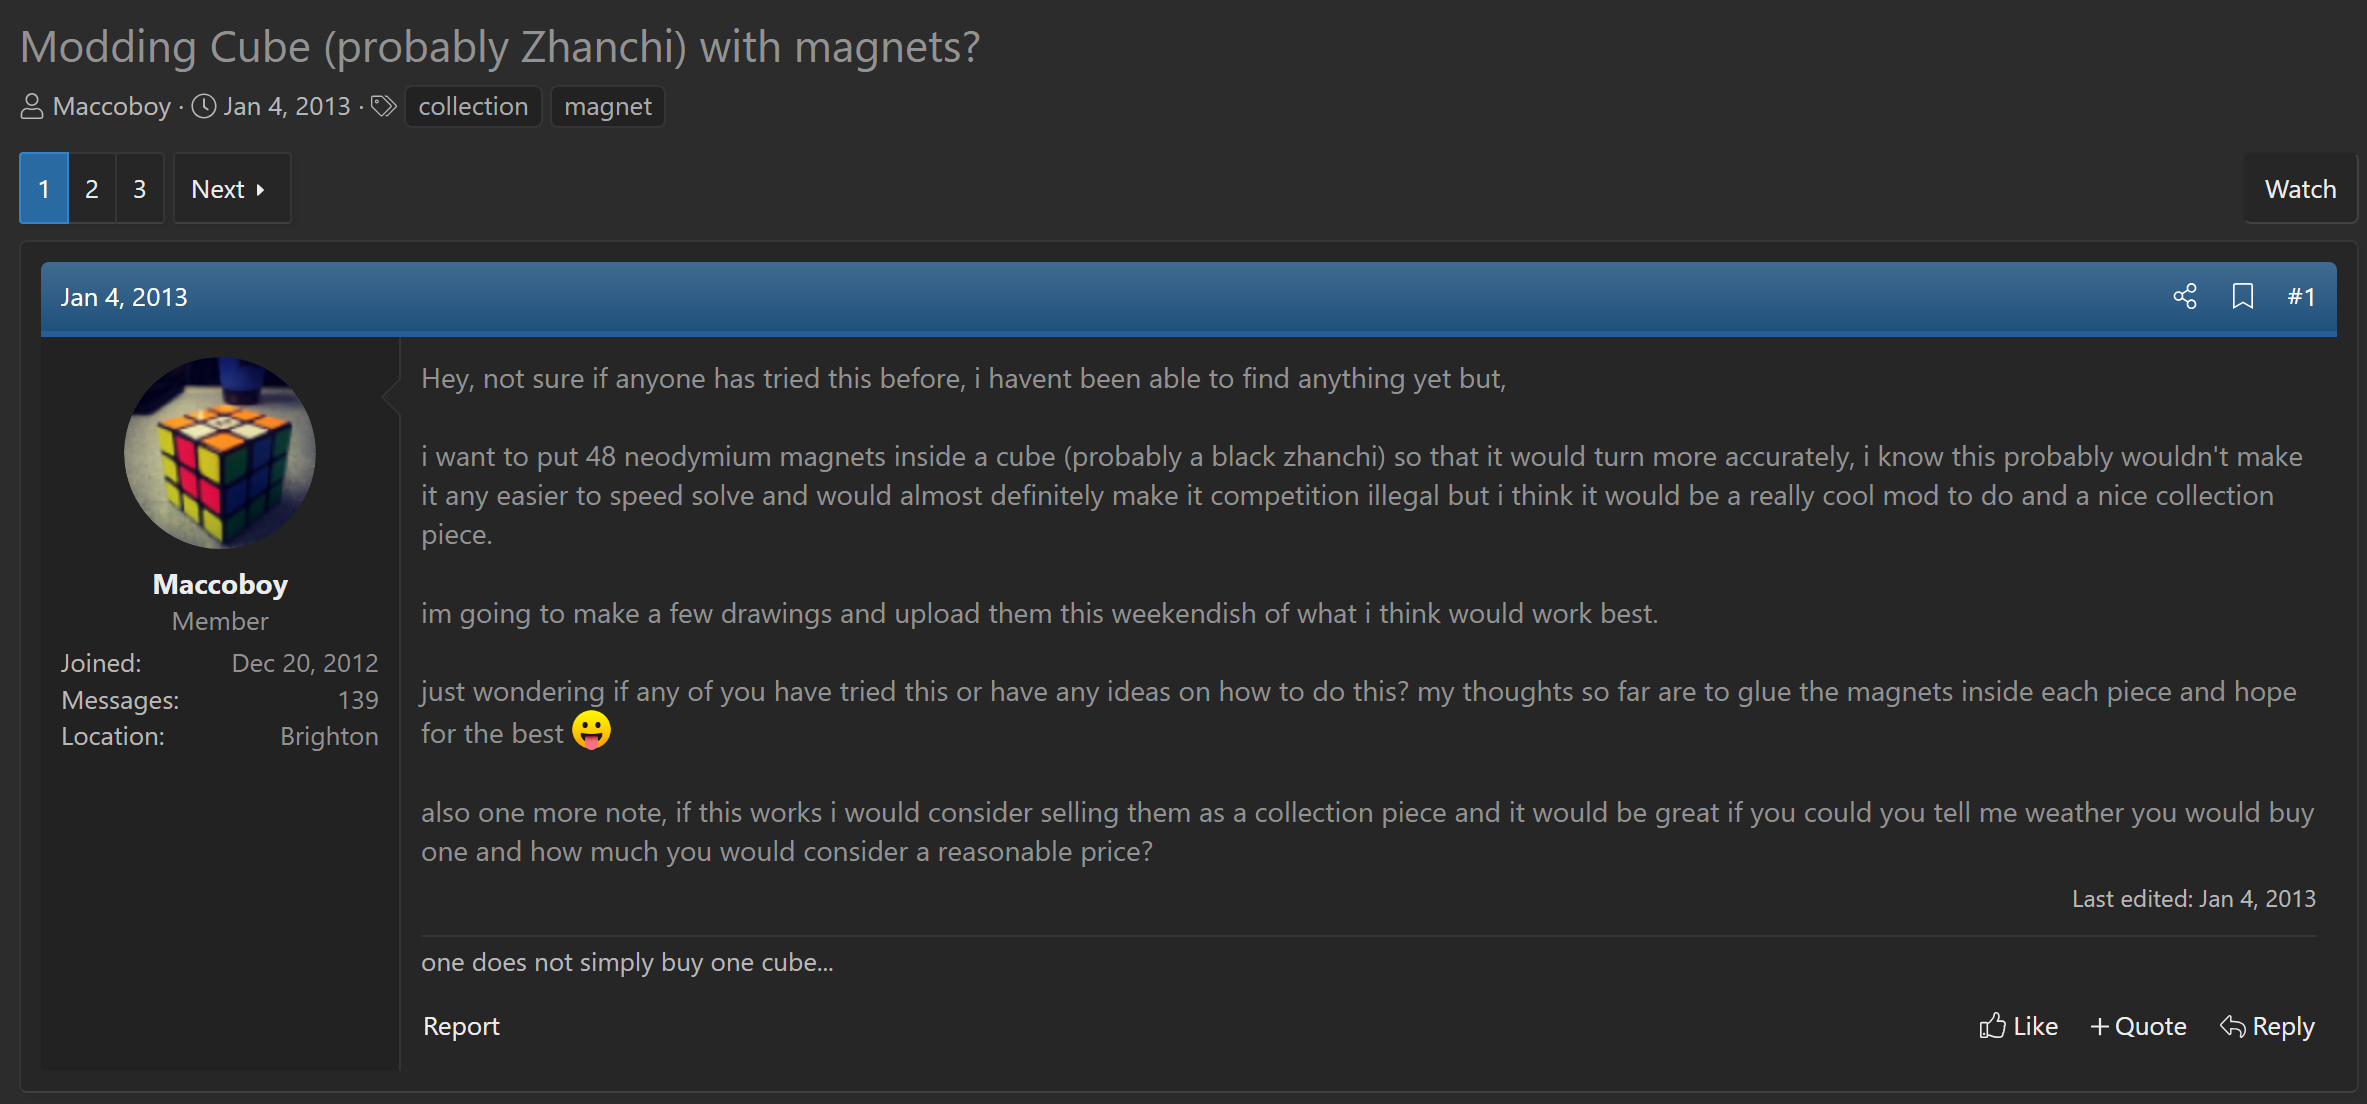 Modding Cube (probably Zhanchi) with magnets?
Maccoboy · Jan 4, 2013 · collection magnet
1 2 3 Next Watch
Jan 4, 2013 #1
Maccoboy
Member
Joined: Dec 20, 2012
Messages: 139
Location: Brighton
Hey, not sure if anyone has tried this before, i havent been able to find anything yet but,
i want to put 48 neodymium magnets inside a cube (probably a black zhanchi) so that it would turn more accurately, i know this probably wouldn't make
it any easier to speed solve and would almost definitely make it competition illegal but i think it would be a really cool mod to do and a nice collection
piece.
im going to make a few drawings and upload them this weekendish of what i think would work best.
just wondering if any of you have tried this or have any ideas on how to do this? my thoughts so far are to glue the magnets inside each piece and hope
for the best 😛
also one more note, if this works i would consider selling them as a collection piece and it would be great if you could you tell me weather you would buy
one and how much you would consider a reasonable price?
Last edited: Jan 4, 2013
one does not simply buy one cube...
Report Like + Quote Reply